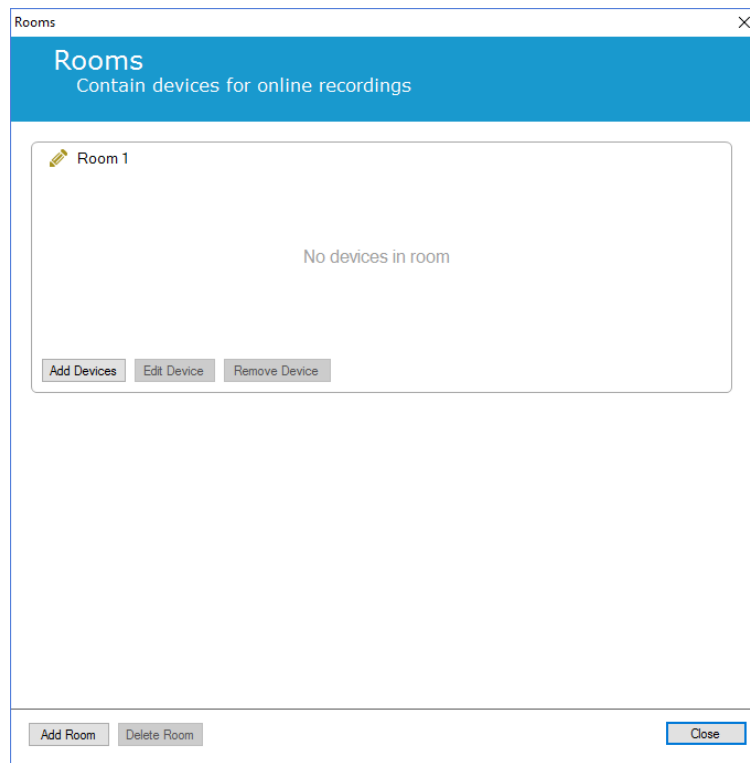 Rooms
Rooms
Contain devices for online recordings
Room 1
No devices in room
Add Devices Edit Device Remove Device
Add Room Delete Room Close